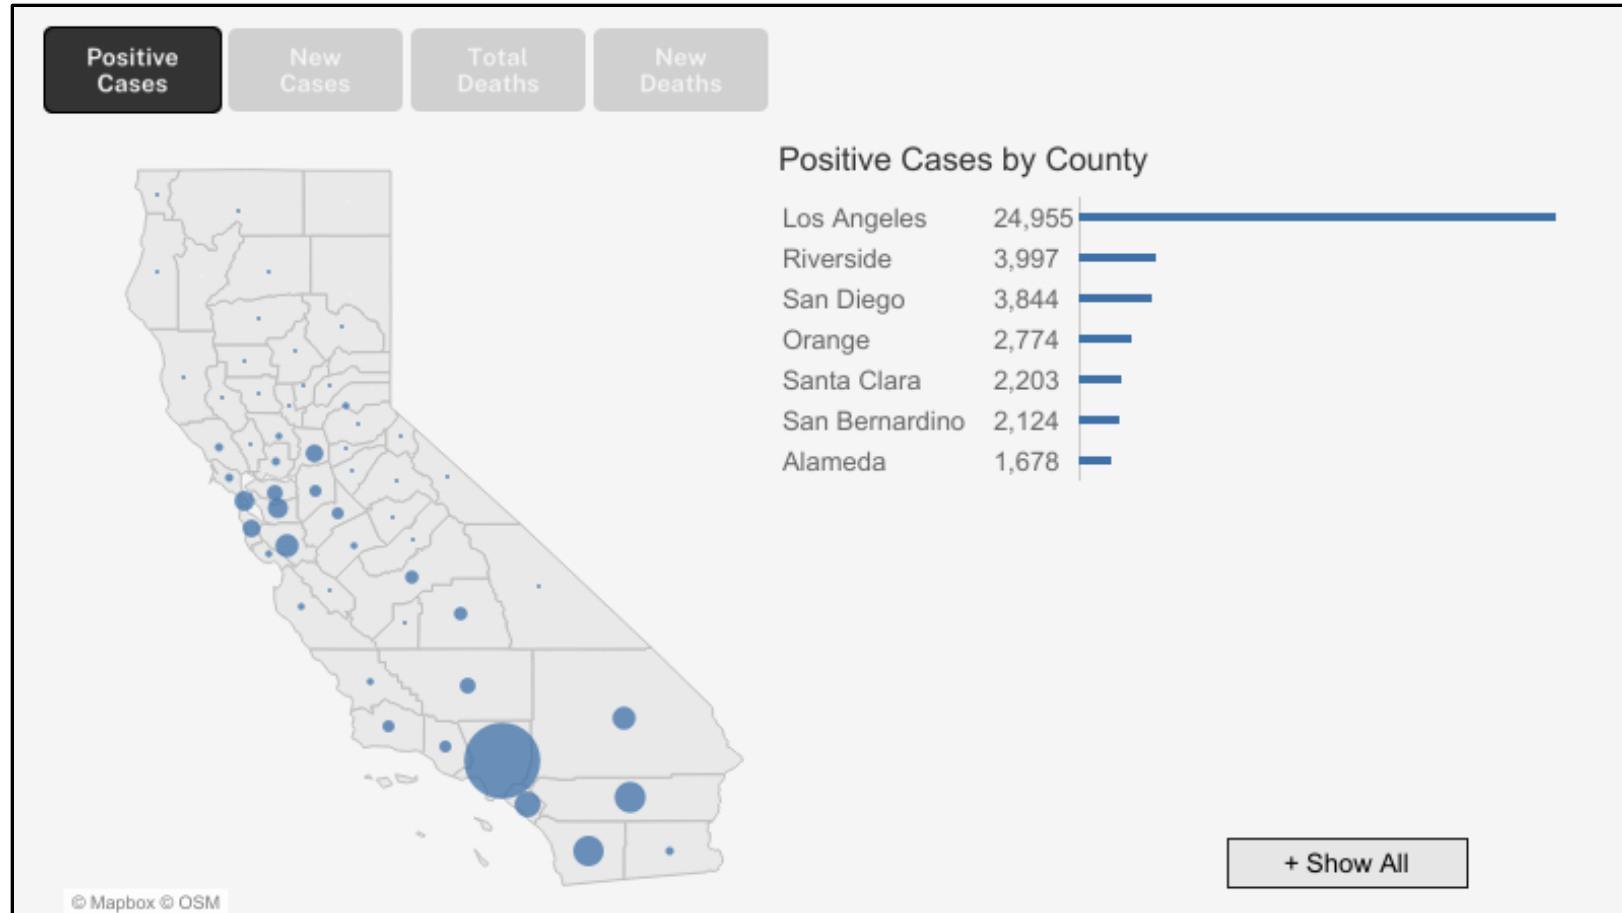 Positive
Cases
New
Cases
Total
Deaths
New
Deaths
Positive Cases by County
Los Angeles 24,955
Riverside 3,997
San Diego 3,844
Orange 2,774
Santa Clara 2,203
San Bernardino 2,124
Alameda 1,678
+ Show All
© Mapbox © OSM